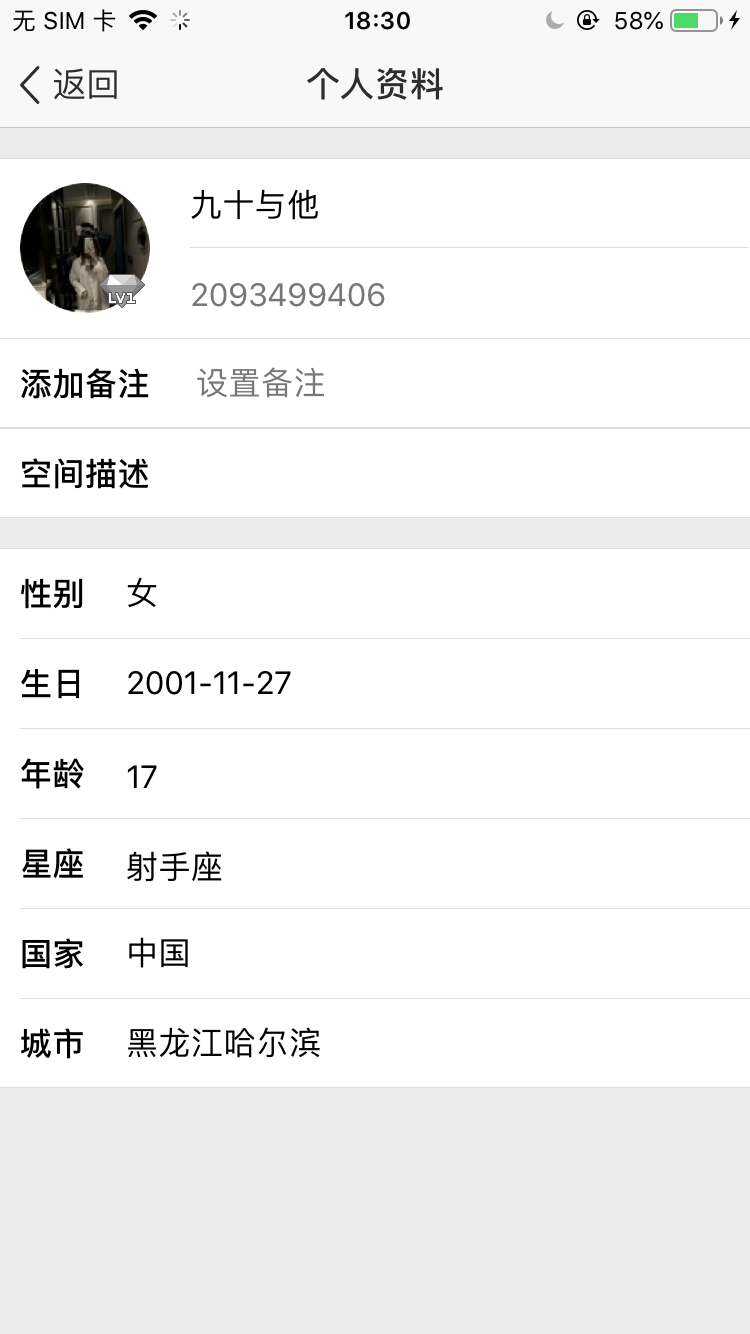 无 SIM 卡 18:30 58%
返回 个人资料
九十与他
LV1
2093499406
添加备注 设置备注
空间描述
性别 女
生日 2001-11-27
年龄 17
星座 射手座
国家 中国
城市 黑龙江哈尔滨